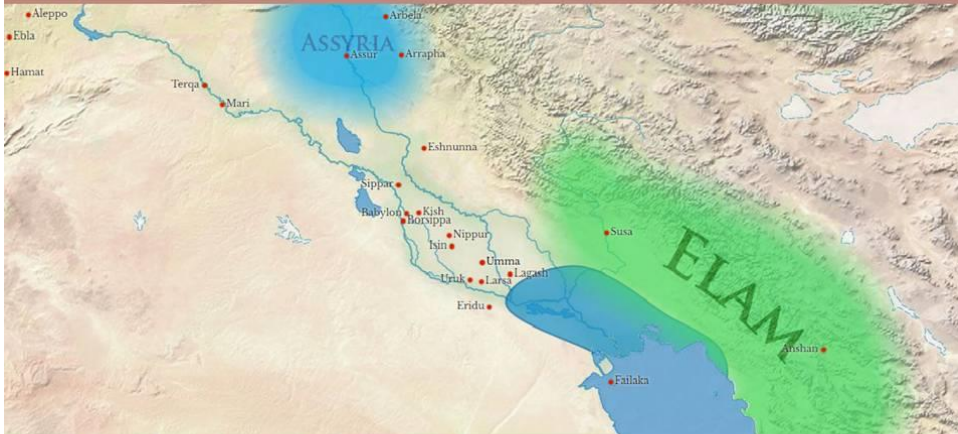 Aleppo
Arbela
Ebla
ASSYRIA
Assur
Arrapha
Hamat
Terqa
Mari
Eshnunna
Sippar
Babylon
Kish
Borsippa
Susa
Nippur
Isin
ELAM
Umma
Lagash
Uruk
Larsa
Eridu
Anshan
Failaka